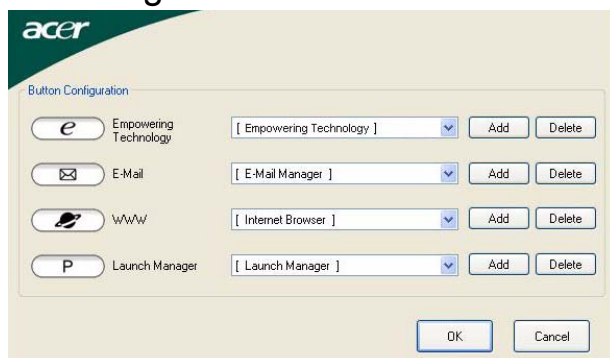 acer
Button Configuration
e Empowering Technology [ Empowering Technology ] Add Delete
E-Mail [ E-Mail Manager ] Add Delete
WWW [ Internet Browser ] Add Delete
P Launch Manager [ Launch Manager ] Add Delete
OK Cancel